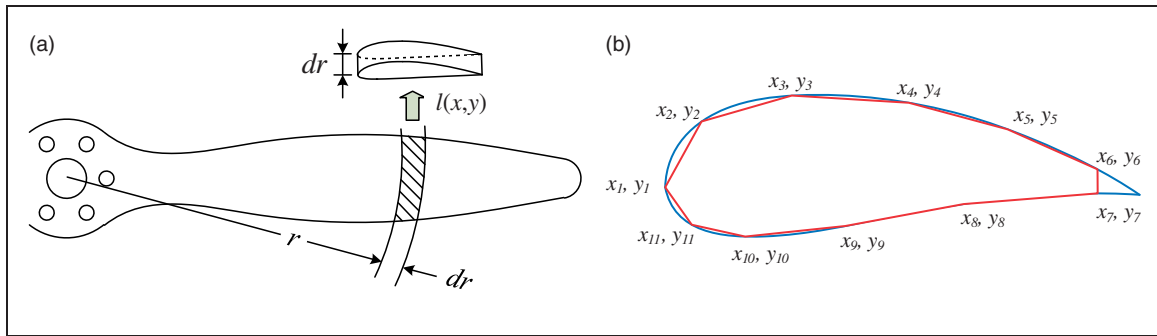 (a)
dr
l(x,y)
r
dr
(b)
x3, y3
x4, y4
x2, y2
x5, y5
x6, y6
x1, y1
x7, y7
x8, y8
x11, y11
x9, y9
x10, y10